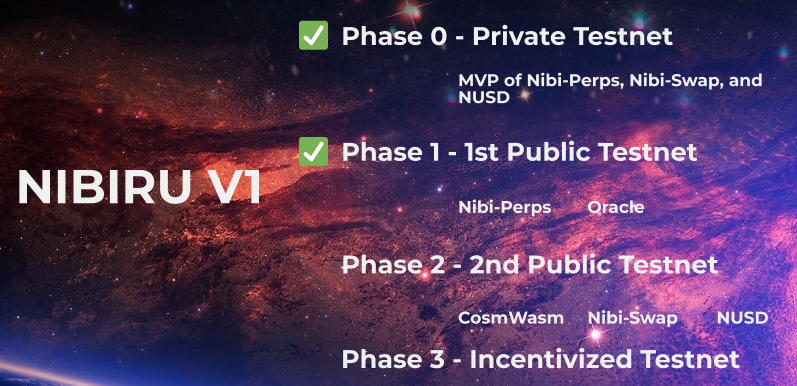 Phase 0 - Private Testnet
MVP of Nibi-Perps, Nibi-Swap, and
NUSD
Phase 1 - 1st Public Testnet
NIBIRU V1
Nibi-Perps Oracle
Phase 2 - 2nd Public Testnet
CosmWasm Nibi-Swap NUSD
Phase 3 - Incentivized Testnet